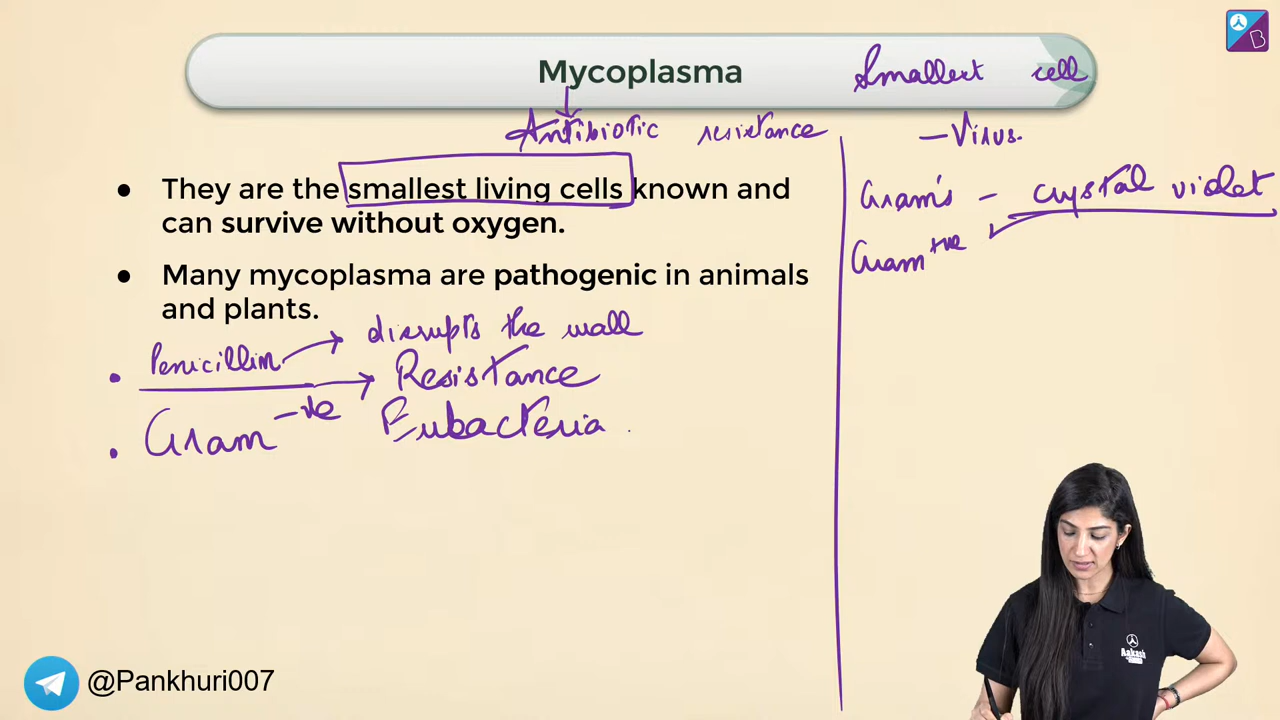 Mycoplasma
Smallest cell
Antibiotic resistance
– Virus.
• They are the smallest living cells known and
can survive without oxygen.
Gram's – crystal violet
Gram +ve
• Many mycoplasma are pathogenic in animals
and plants.
• Penicillin → disrupts the wall
→ Resistance
• Gram -ve Eubacteria
B
Aakash
@Pankhuri007